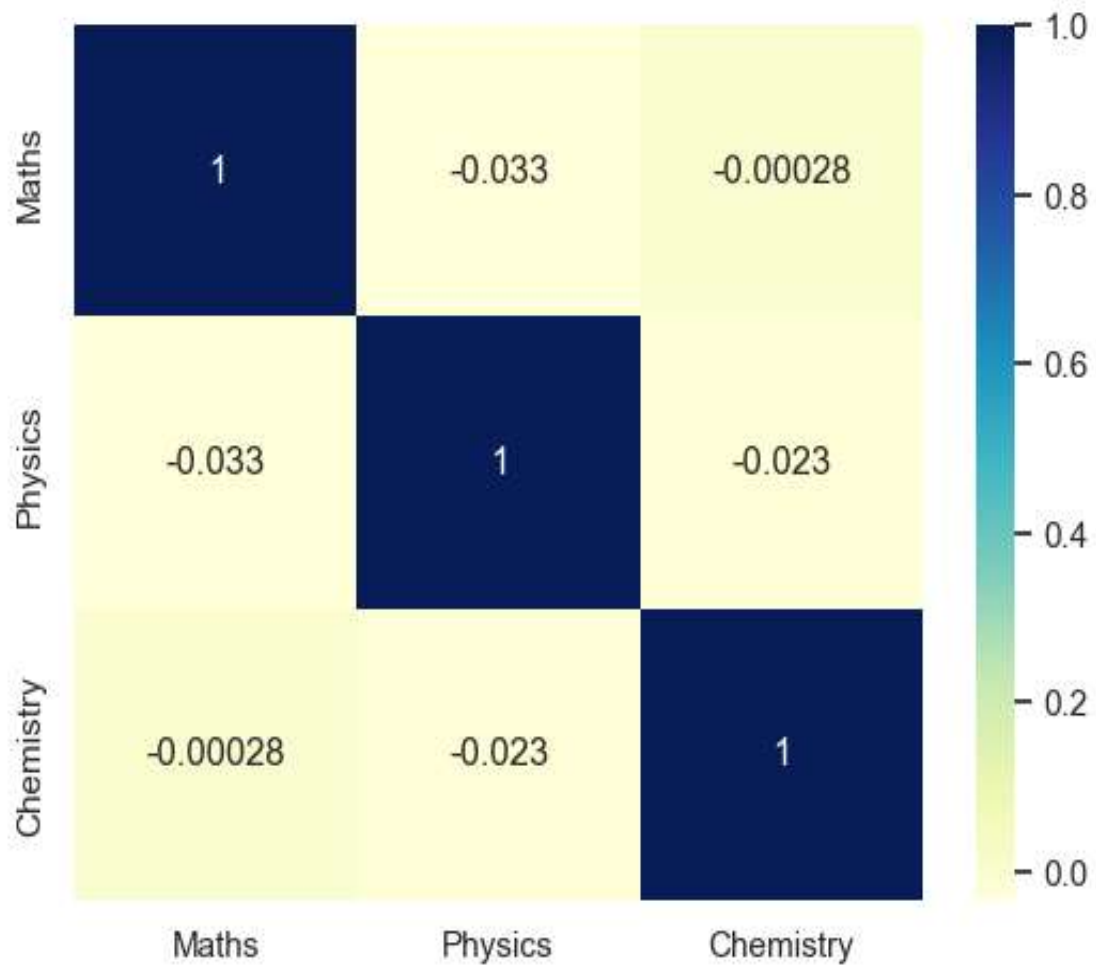 1.0
Maths 1 -0.033 -0.00028
0.8
0.6
Physics -0.033 1 -0.023
0.4
0.2
Chemistry -0.00028 -0.023 1
0.0
Maths Physics Chemistry